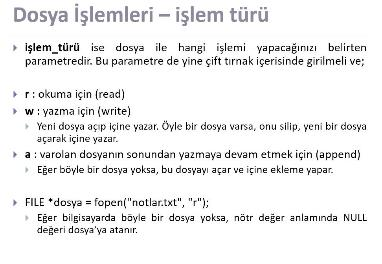 Dosya İşlemleri – işlem türü
işlem_türü ise dosya ile hangi işlemi yapacağınızı belirten
parametredir. Bu parametre de yine çift tırnak içerisinde girilmeli ve;
r : okuma için (read)
w : yazma için (write)
Yeni dosya açıp içine yazar. Öyle bir dosya varsa, onu silip, yeni bir dosya
açarak içine yazar.
a : varolan dosyanın sonundan yazmaya devam etmek için (append)
Eğer böyle bir dosya yoksa, bu dosyayı açar ve içine ekleme yapar.
FILE *dosya = fopen("notlar.txt", "r");
Eğer bilgisayarda böyle bir dosya yoksa, nötr değer anlamında NULL
değeri dosya'ya atanır.